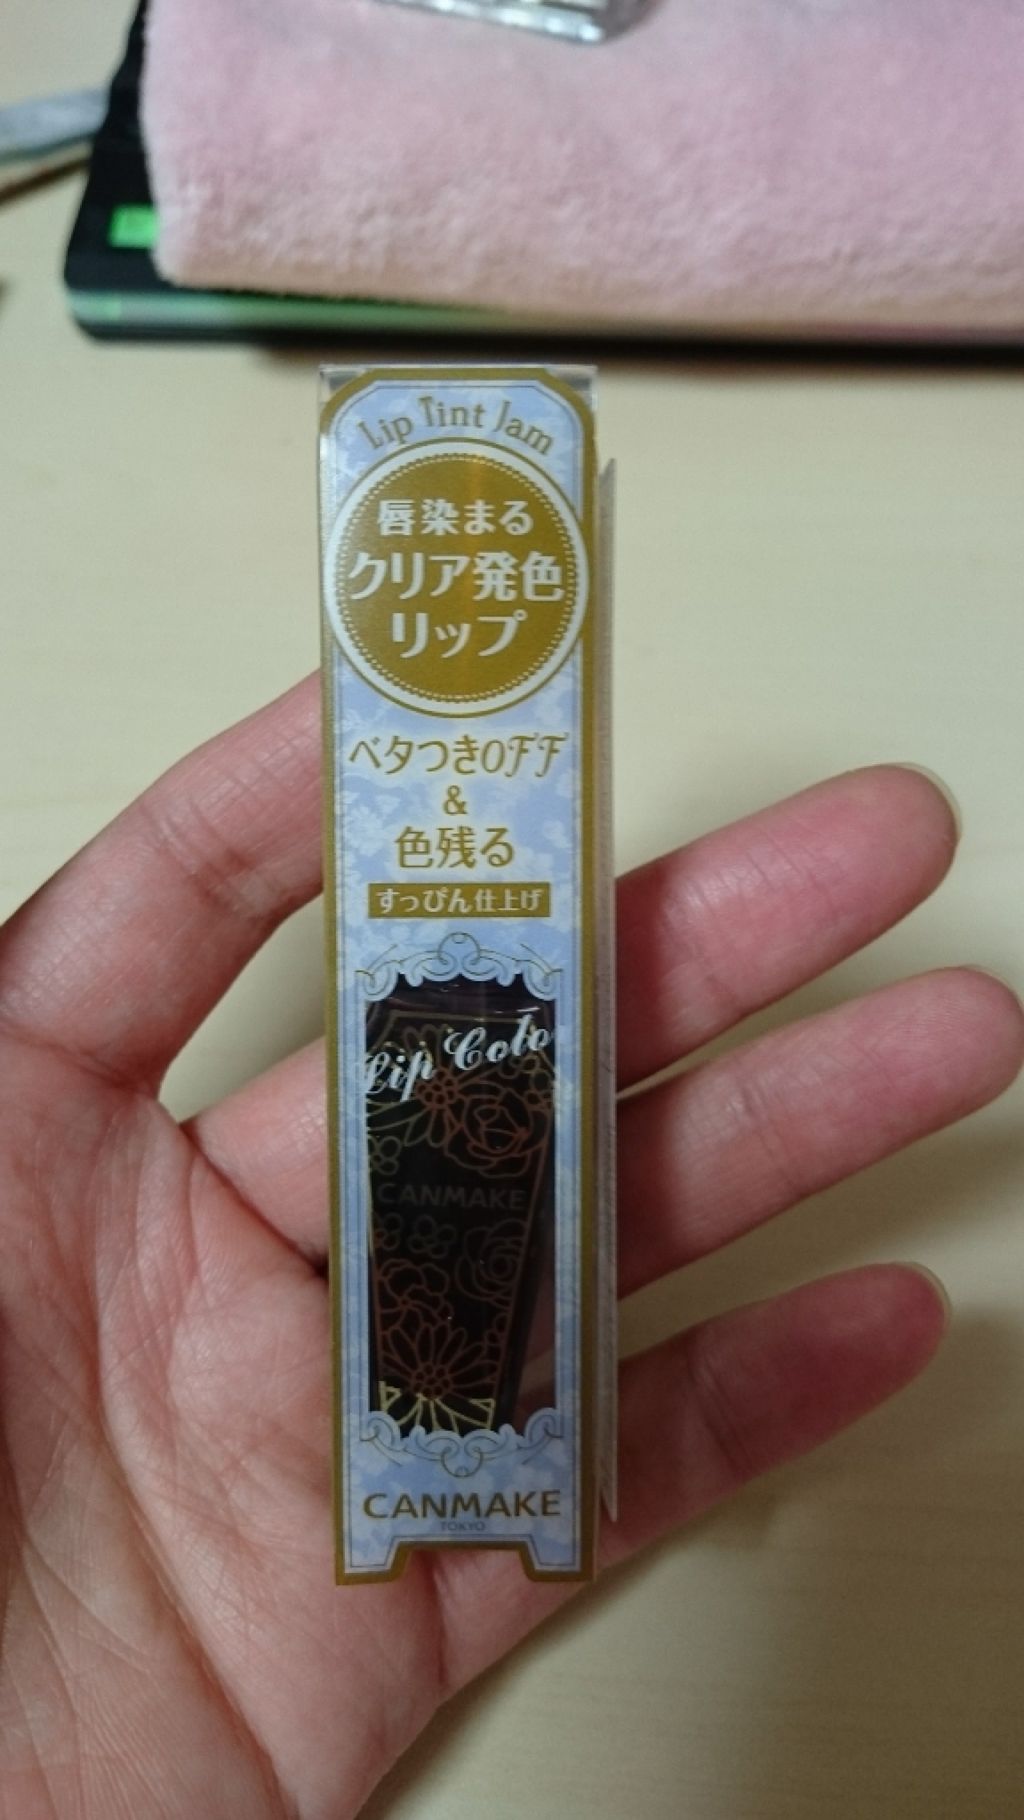 Lip Tint Jam
唇染まる
クリア発色
リップ
ベタつきOFF
&
色残る
すっぴん仕上げ
Lip Colo
CANMAKE
CANMAKE
TOKYO